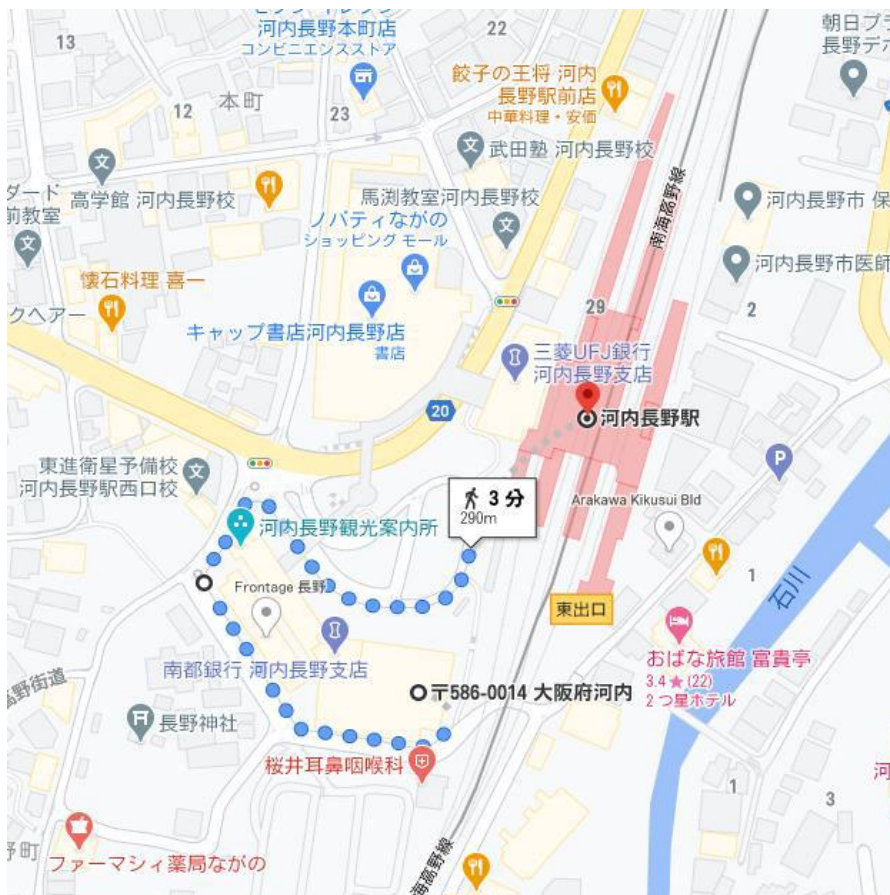 河内長野本町店
コンビニエンスストア
22
13
朝日プ
長野デオ
餃子の王将 河内
長野駅前店
中華料理・安価
12
本町
23
武田塾 河内長野校
高学館 河内長野校
馬渕教室河内長野校
南海高野線
河内長野市 保
ダード
前教室
ノバティながの
ショッピング モール
河内長野市医師
懐石料理 喜一
クヘアー
29
2
キャップ書店河内長野店
書店
三菱UFJ銀行
河内長野支店
20
河内長野駅
P
東進衛星予備校
河内長野駅西口校
3 分
290m
Arakawa Kikusui Bld
河内長野観光案内所
Frontage 長野
1
石川
東出口
南都銀行 河内長野支店
おばな旅館 富貴亭
3.4★(22)
2 つ星ホテル
〒586-0014 大阪府河内
高野街道
長野神社
桜井耳鼻咽喉科
河
1
3
野町
ファーマシィ薬局ながの
海高野線